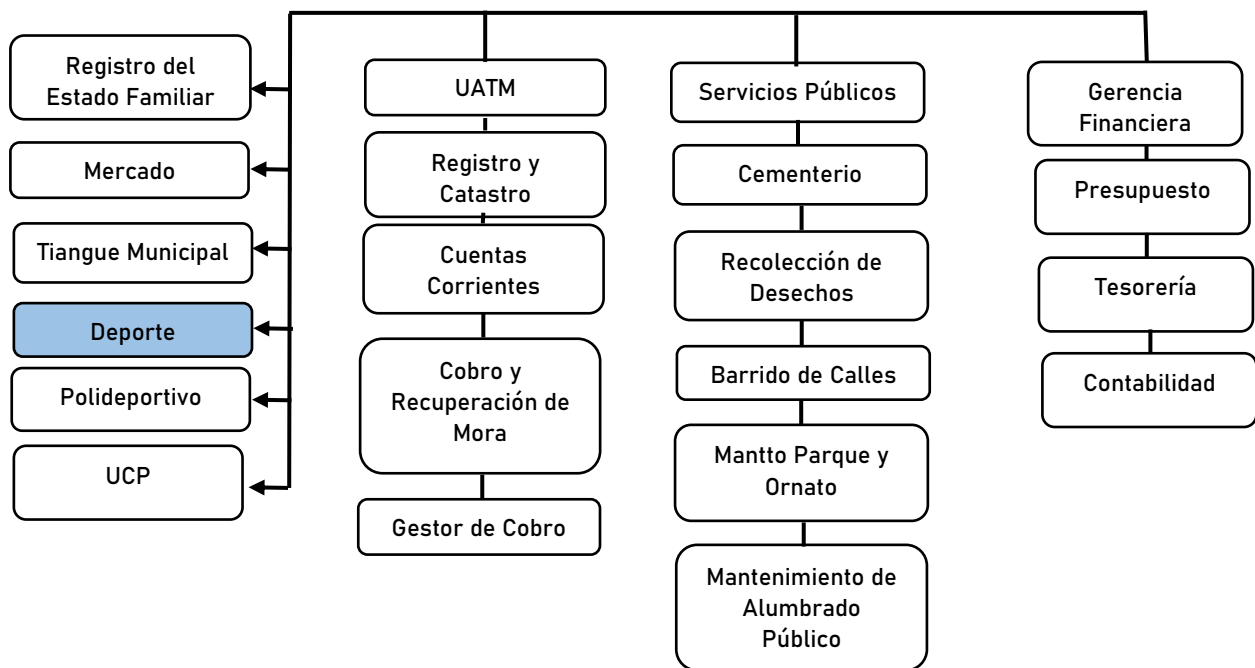 Registro del
Estado Familiar
Mercado
Tiangue Municipal
Deporte
Polideportivo
UCP
UATM
Registro y
Catastro
Cuentas
Corrientes
Cobro y
Recuperación de
Mora
Gestor de Cobro
Servicios Públicos
Cementerio
Recolección de
Desechos
Barrido de Calles
Mantto Parque y
Ornato
Mantenimiento de
Alumbrado
Público
Gerencia
Financiera
Presupuesto
Tesorería
Contabilidad